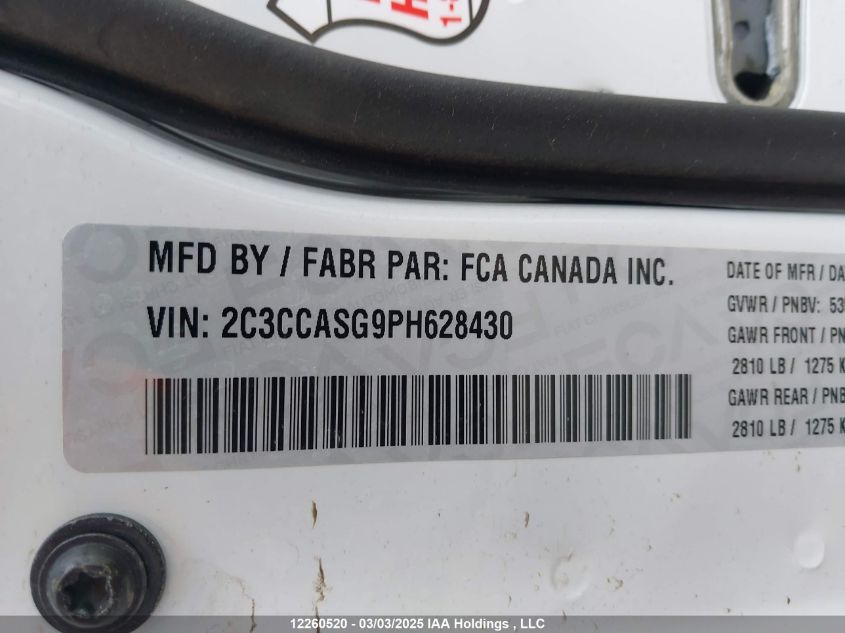 MFD BY / FABR PAR: FCA CANADA INC.
VIN: 2C3CCASG9PH628430
DATE OF MFR / DA
GVWR / PNBV: 53
GAWR FRONT / PN
2810 LB / 1275 K
GAWR REAR / PNB
2810 LB / 1275 K
12260520 - 03/03/2025 IAA Holdings , LLC